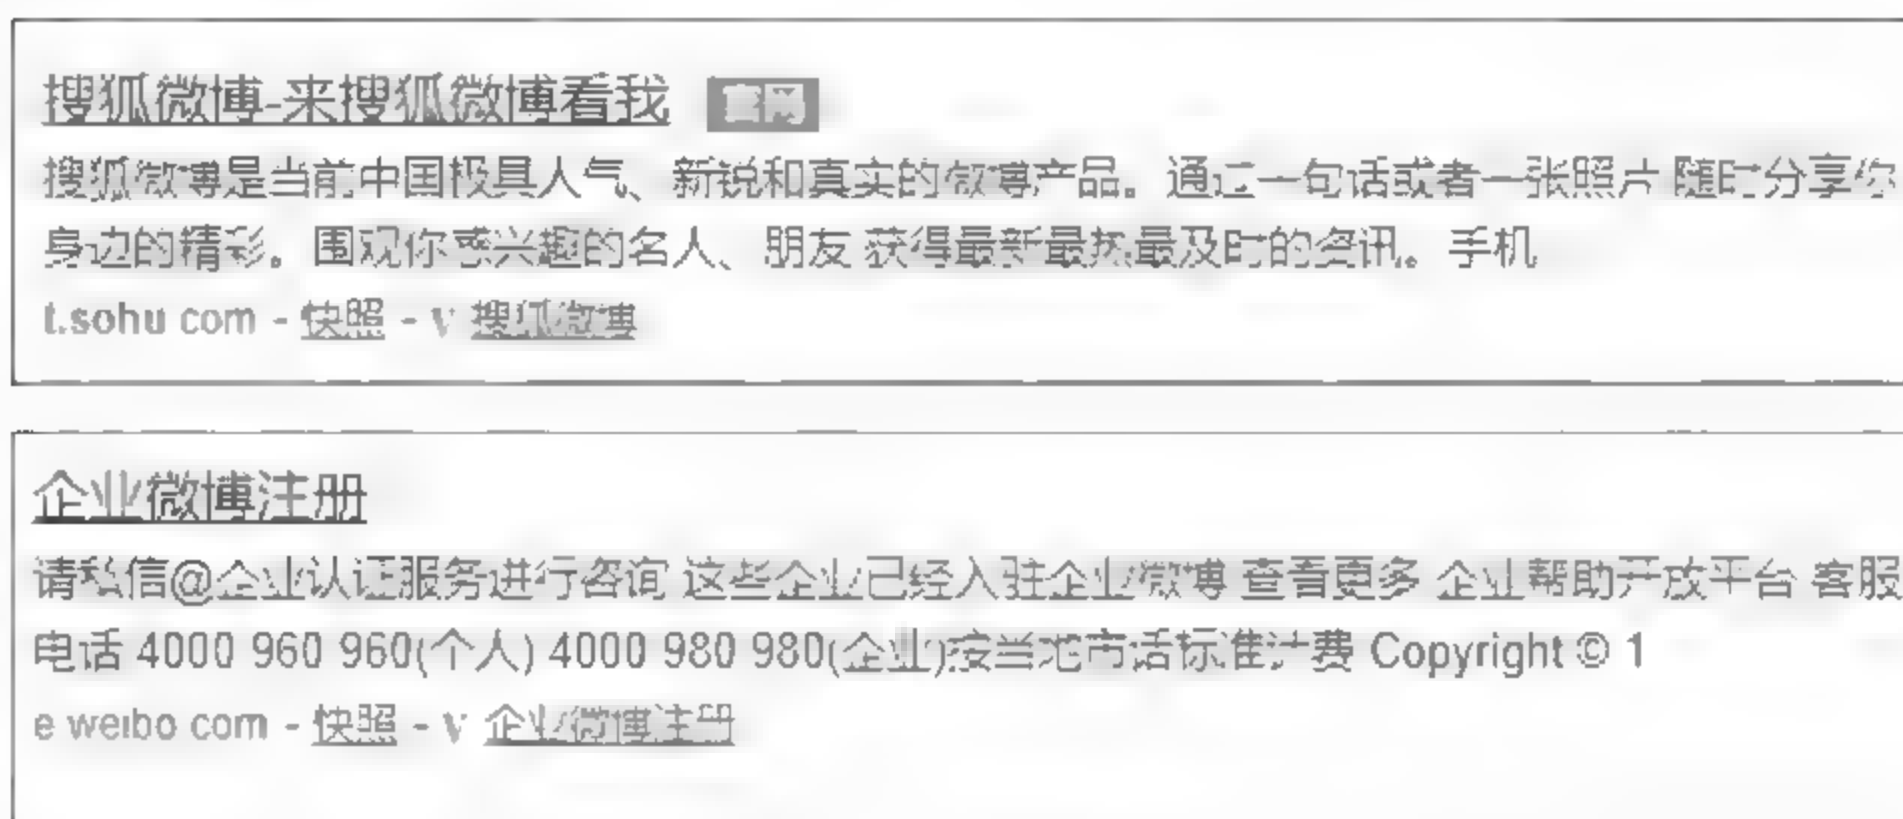 搜狐微博-来搜狐微博看我 官网
搜狐微博是当前中国极具人气、新锐和真实的微博产品。通过一句话或者一张照片 随时分享你
身边的精彩。围观你感兴趣的名人、朋友 获得最新最热最及时的资讯。手机
t.sohu com - 快照 - V 搜狐微博
企业微博注册
请私信@企业认证服务进行咨询 这些企业已经入驻企业微博 查看更多 企业帮助开放平台 客服
电话 4000 960 960(个人) 4000 980 980(企业)按当地市话标准计费 Copyright © 1
e weibo com - 快照 - V 企业微博注册